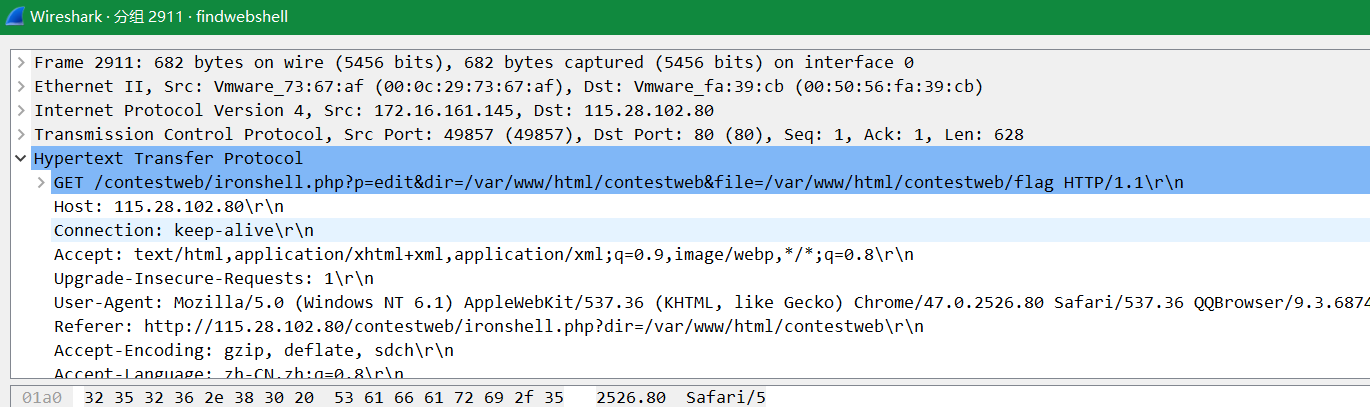 Wireshark · 分组 2911 · findwebshell
Frame 2911: 682 bytes on wire (5456 bits), 682 bytes captured (5456 bits) on interface 0
Ethernet II, Src: Vmware_73:67:af (00:0c:29:73:67:af), Dst: Vmware_fa:39:cb (00:50:56:fa:39:cb)
Internet Protocol Version 4, Src: 172.16.161.145, Dst: 115.28.102.80
Transmission Control Protocol, Src Port: 49857 (49857), Dst Port: 80 (80), Seq: 1, Ack: 1, Len: 628
Hypertext Transfer Protocol
GET /contestweb/ironshell.php?p=edit&dir=/var/www/html/contestweb&file=/var/www/html/contestweb/flag HTTP/1.1\r\n
Host: 115.28.102.80\r\n
Connection: keep-alive\r\n
Accept: text/html,application/xhtml+xml,application/xml;q=0.9,image/webp,*/*;q=0.8\r\n
Upgrade-Insecure-Requests: 1\r\n
User-Agent: Mozilla/5.0 (Windows NT 6.1) AppleWebKit/537.36 (KHTML, like Gecko) Chrome/47.0.2526.80 Safari/537.36 QQBrowser/9.3.6874
Referer: http://115.28.102.80/contestweb/ironshell.php?dir=/var/www/html/contestweb\r\n
Accept-Encoding: gzip, deflate, sdch\r\n
Accept-Language: zh-CN,zh;q=0.8\r\n
01a0 32 35 32 36 2e 38 30 20 53 61 66 61 72 69 2f 35 2526.80 Safari/5